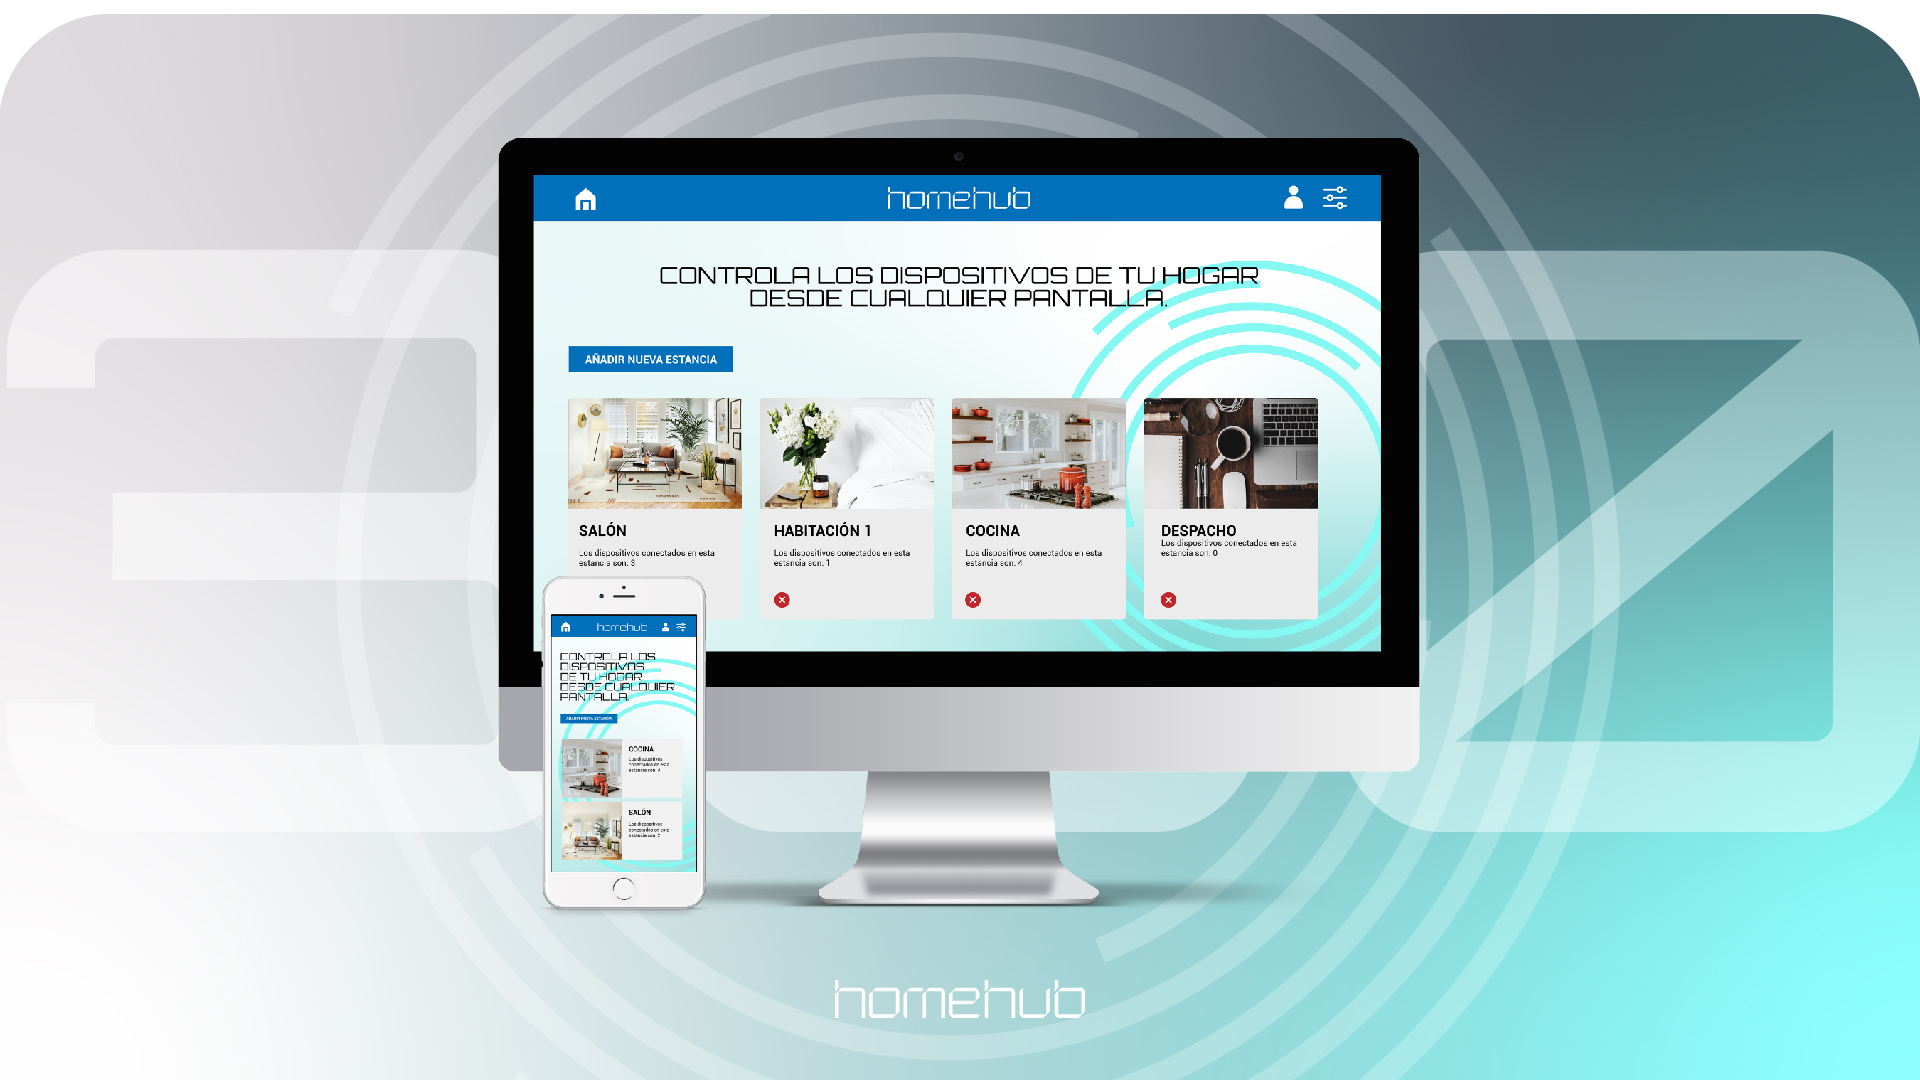 homehub
CONTROLA LOS DISPOSITIVOS DE TU HOGAR
DESDE CUALQUIER PANTALLA.
AÑADIR NUEVA ESTANCIA
SALÓN
Los dispositivos conectados en esta
estancia son: 3
HABITACIÓN 1
Los dispositivos conectados en esta
estancia son: 1
COCINA
Los dispositivos conectados en esta
estancia son: 4
DESPACHO
Los dispositivos conectados en esta
estancia son: 0
homehub
CONTROLA LOS
DISPOSITIVOS
DE TU HOGAR
DESDE CUALQUIER
PANTALLA.
AÑADIR NUEVA ESTANCIA
COCINA
Los dispositivos
conectados en esta
estancia son: 4
SALÓN
Los dispositivos
conectados en esta
estancia son:
homehub